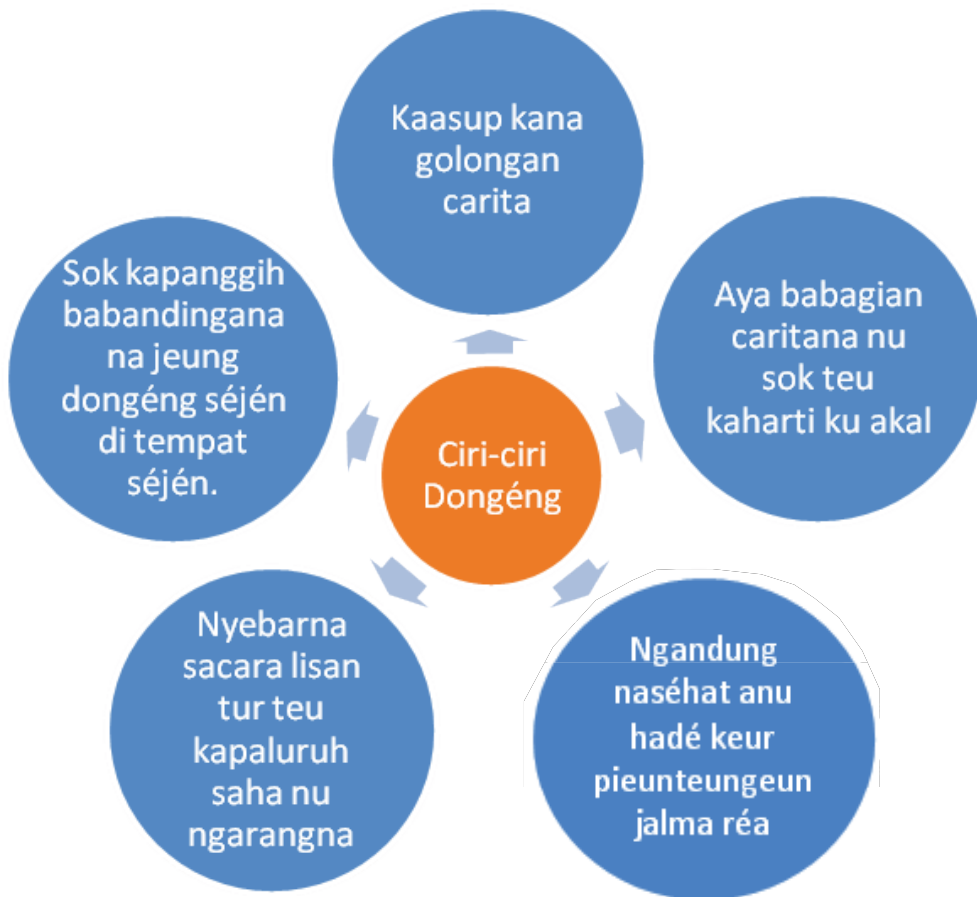 Kaasup kana
golongan
carita
Aya babagian
caritana nu
sok teu
kaharti ku akal
Ngandung
naséhat anu
hadé keur
pieunteungeun
jalma réa
Nyebarna
sacara lisan
tur teu
kapaluruh
saha nu
ngarangna
Sok kapanggih
babandingana
na jeung
dongéng séjén
di tempat
séjén.
Ciri-ciri
Dongéng